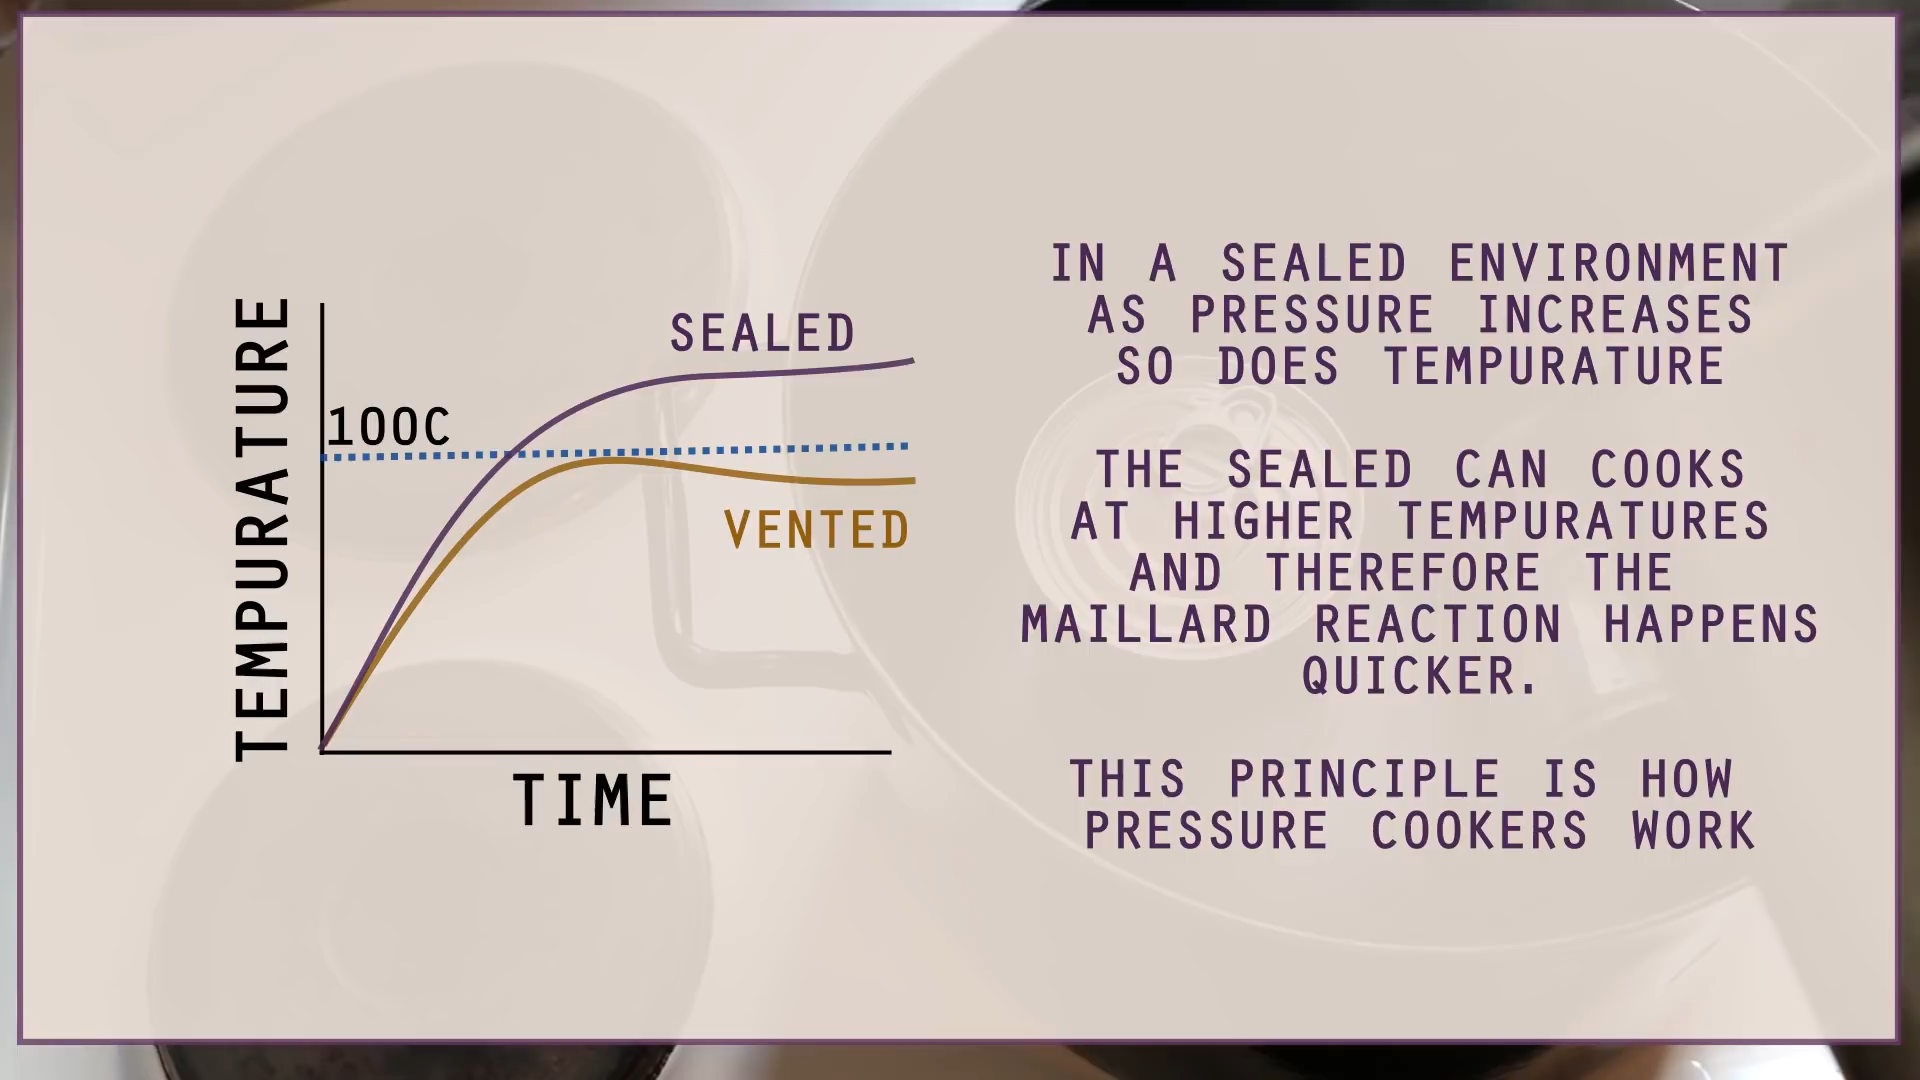 IN A SEALED ENVIRONMENT
AS PRESSURE INCREASES
SO DOES TEMPURATURE
THE SEALED CAN COOKS
AT HIGHER TEMPURATURES
AND THEREFORE THE
MAILLARD REACTION HAPPENS
QUICKER.
THIS PRINCIPLE IS HOW
PRESSURE COOKERS WORK
TEMPURATURE
100C
SEALED
VENTED
TIME